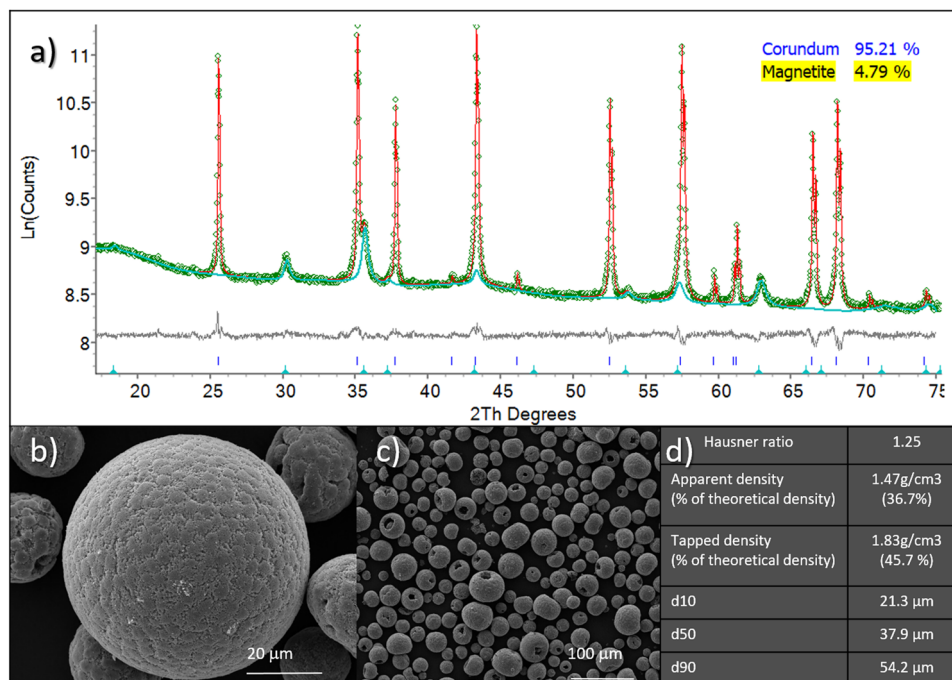 a)
Corundum 95.21 %
Magnetite 4.79 %
Ln(Counts)
11
10.5
10
9.5
9
8.5
8
20 25 30 35 40 45 50 55 60 65 70 75
2Th Degrees
b)
20 µm
c)
100 µm
d)
Hausner ratio 1.25
Apparent density 1.47g/cm3
(% of theoretical density) (36.7%)
Tapped density 1.83g/cm3
(% of theoretical density) (45.7 %)
d10 21.3 µm
d50 37.9 µm
d90 54.2 µm